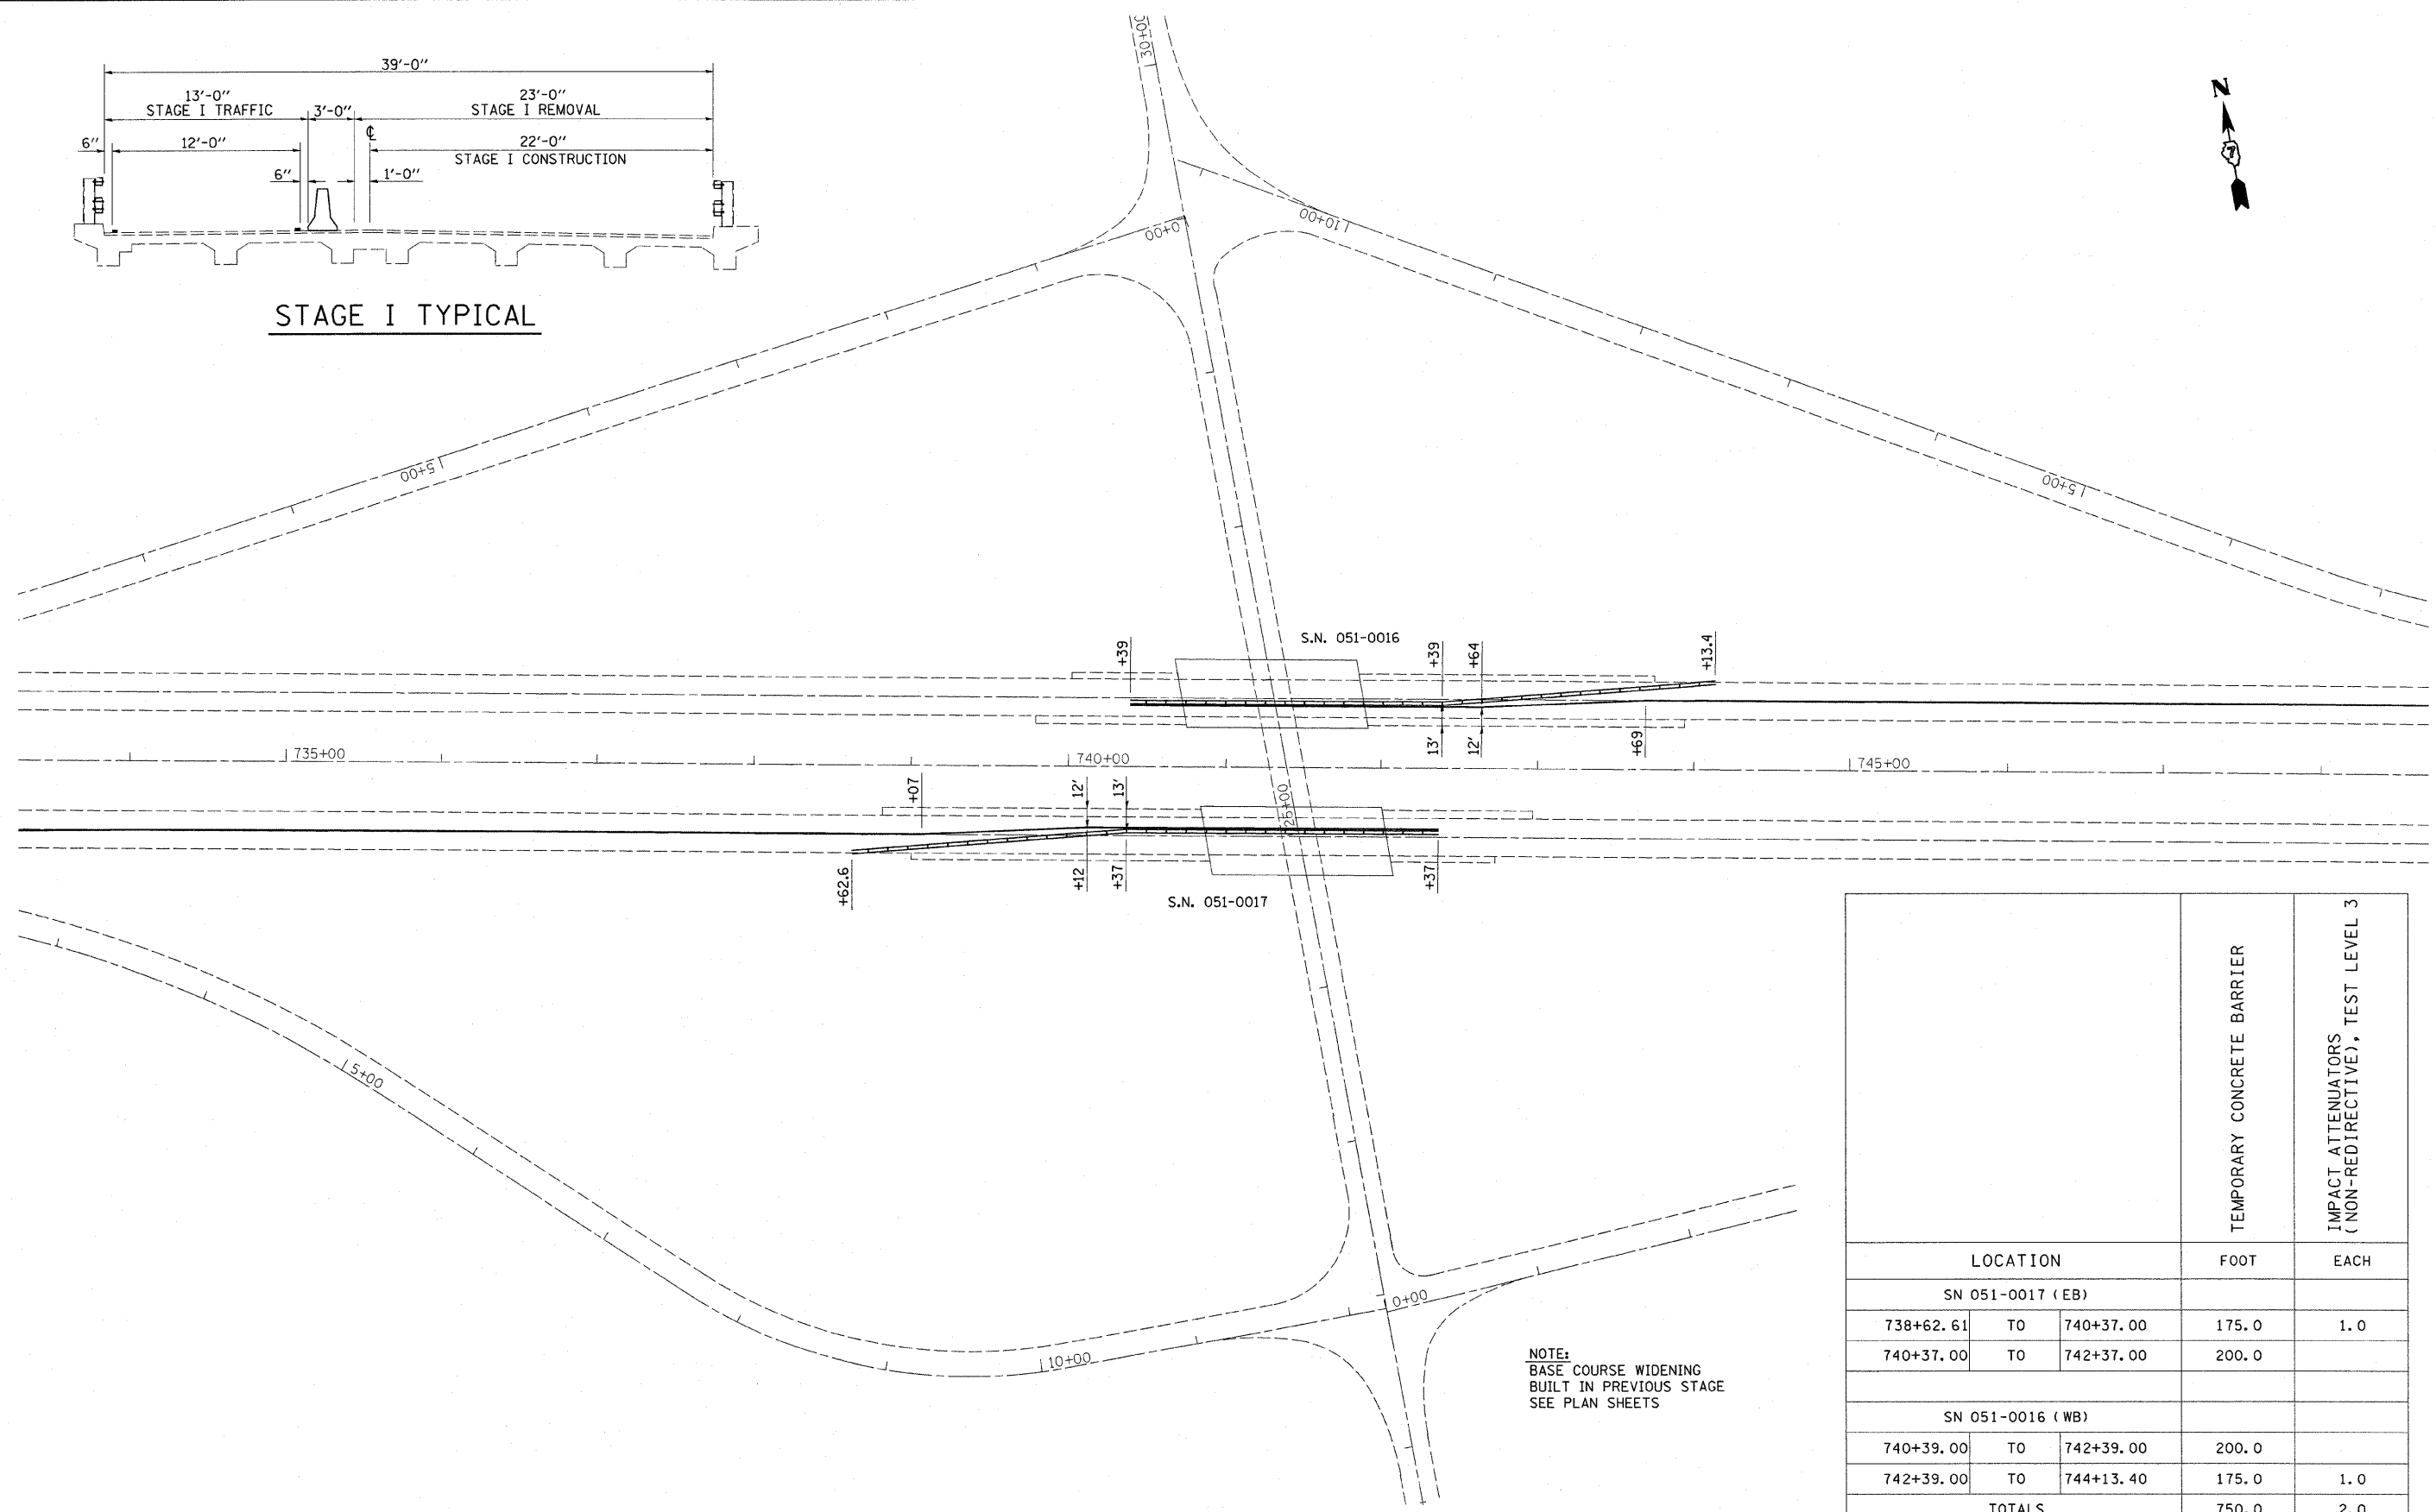 39'-0"
13'-0"
STAGE I TRAFFIC
3'-0"
23'-0"
STAGE I REMOVAL
6"
12'-0"
℄
22'-0"
STAGE I CONSTRUCTION
6"
1'-0"
STAGE I TYPICAL
30+00
N
7
0+00
10+00
5+00
5+00
S.N. 051-0016
+39
+39
+64
+13.4
13'
12'
+69
735+00
740+00
745+00
+07
12'
13'
25+00
+62.6
+12
+37
+37
S.N. 051-0017
5+00
10+00
0+00
NOTE:
BASE COURSE WIDENING
BUILT IN PREVIOUS STAGE
SEE PLAN SHEETS
TEMPORARY CONCRETE BARRIER
IMPACT ATTENUATORS
(NON-REDIRECTIVE), TEST LEVEL 3
LOCATION FOOT EACH
SN 051-0017 (EB)
738+62.61 TO 740+37.00 175.0 1.0
740+37.00 TO 742+37.00 200.0
SN 051-0016 (WB)
740+39.00 TO 742+39.00 200.0
742+39.00 TO 744+13.40 175.0 1.0
TOTALS 750.0 2.0